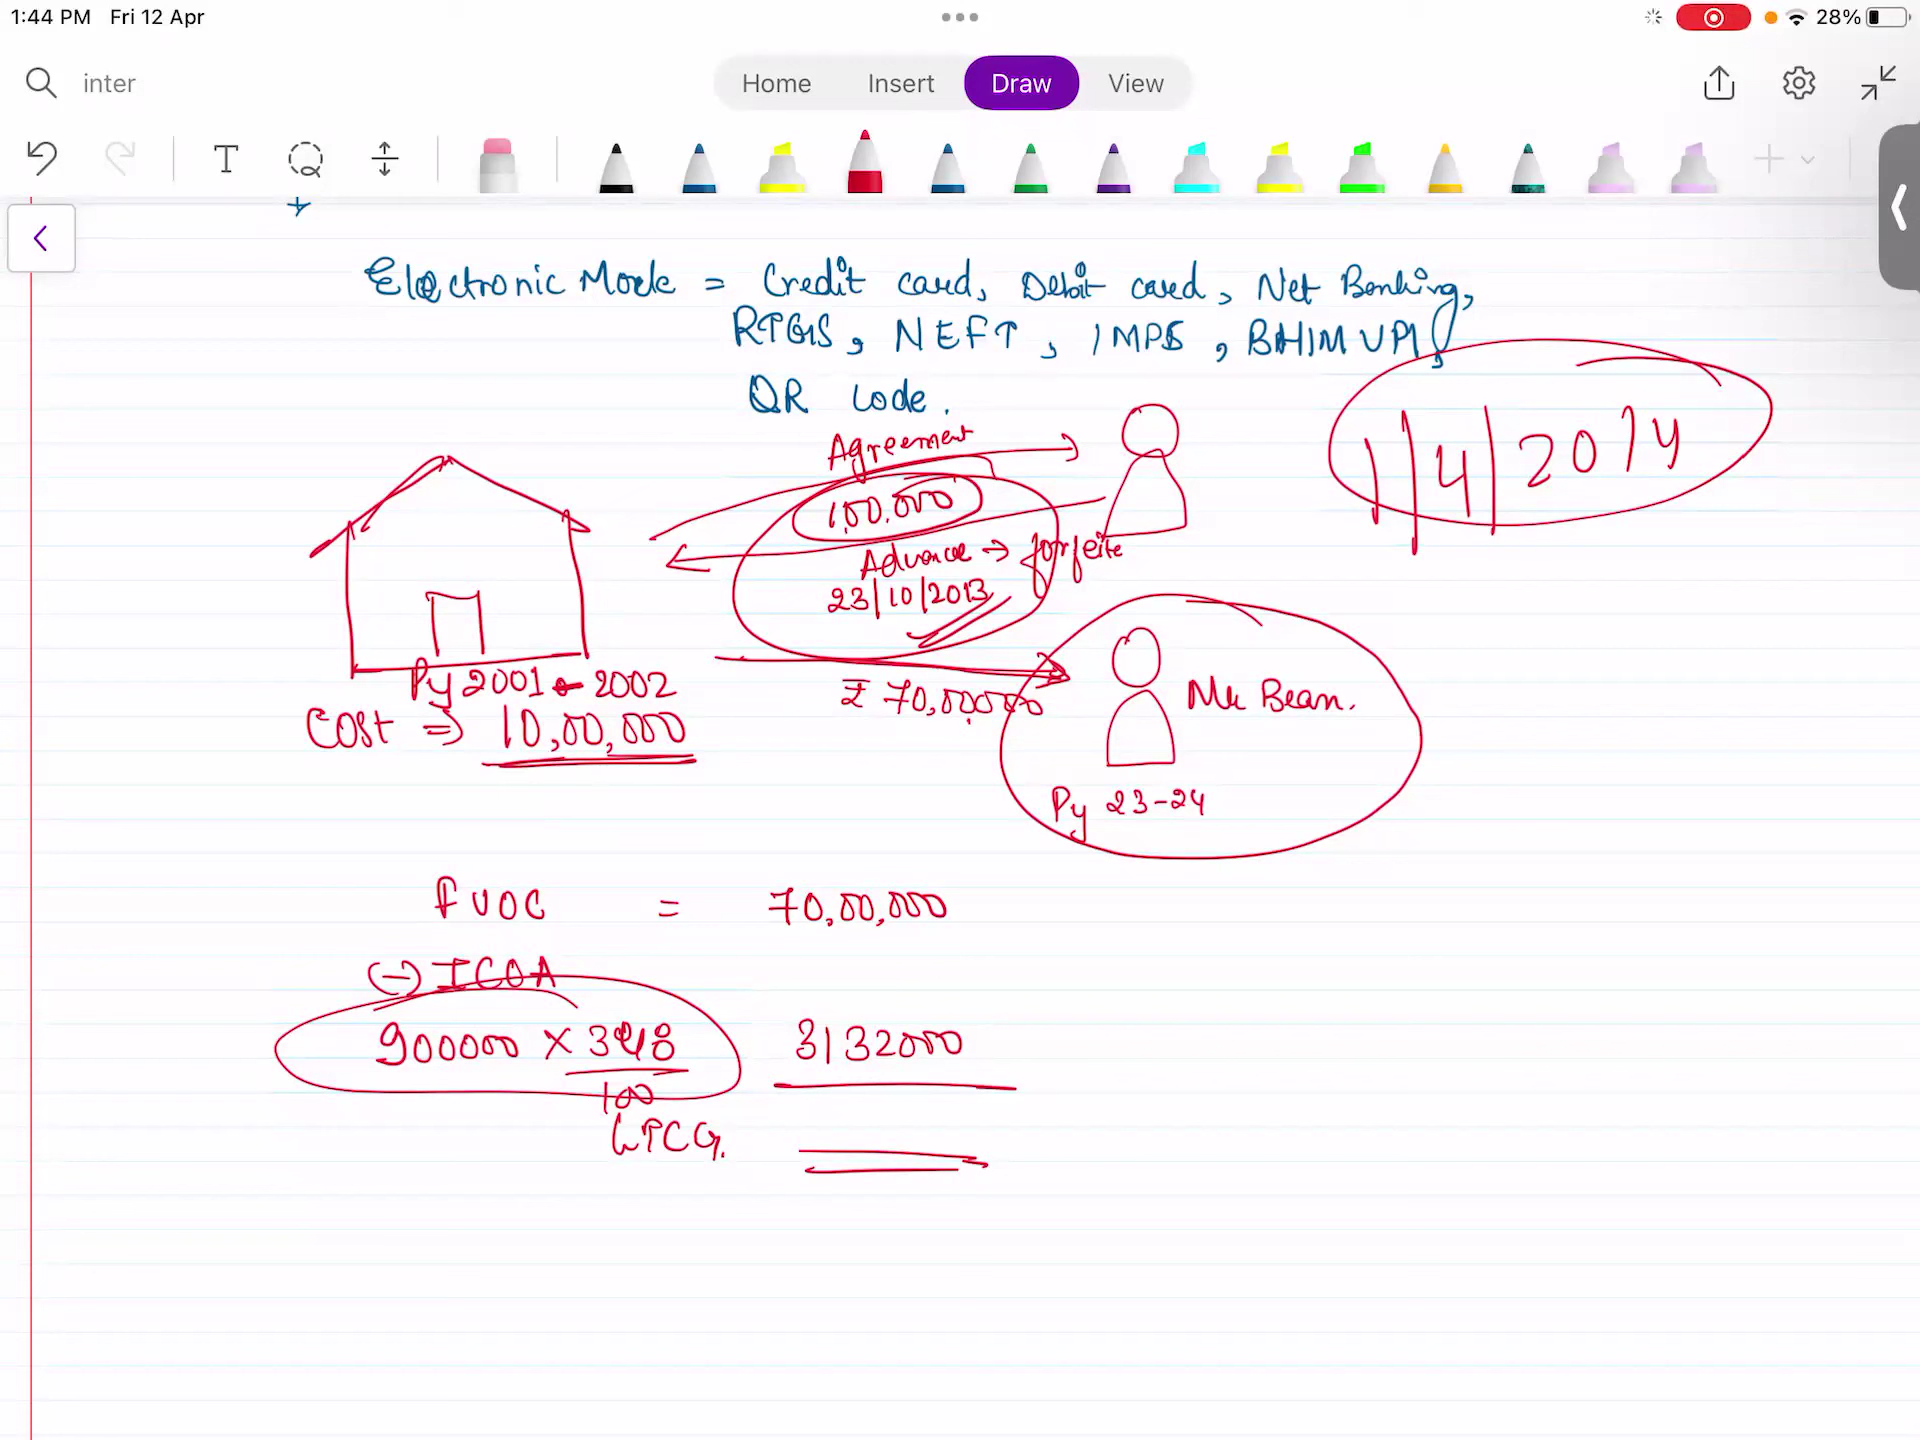 1:44 PM Fri 12 Apr
28%
inter
Home Insert Draw View
T
Electronic Mode = Credit card, Debit card, Net Banking,
RTGS, NEFT, IMPS, BHIM UPI,
QR code.
Agreement
1,00,000
1/4/2014
Advance → forfeite
23/10/2013
Py 2001-2002
₹ 70,00,000
Mr Bean.
Cost ⇒ 10,00,000
Py 23-24
FVOC = 70,00,000
(-) ICOA
900000 × 348 3132000
100
LTCG.